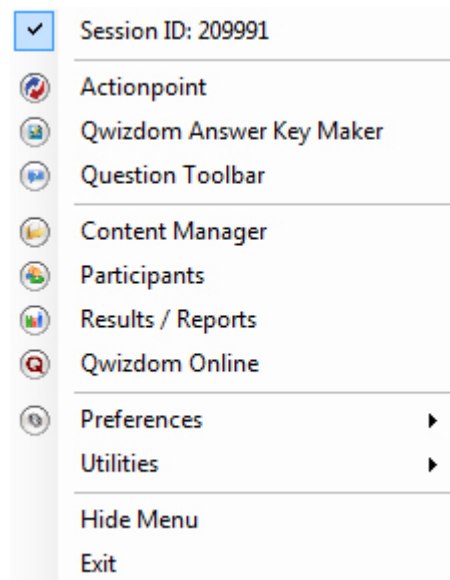 Session ID: 209991
Actionpoint
Qwizdom Answer Key Maker
Question Toolbar
Content Manager
Participants
Results / Reports
Qwizdom Online
Preferences
Utilities
Hide Menu
Exit